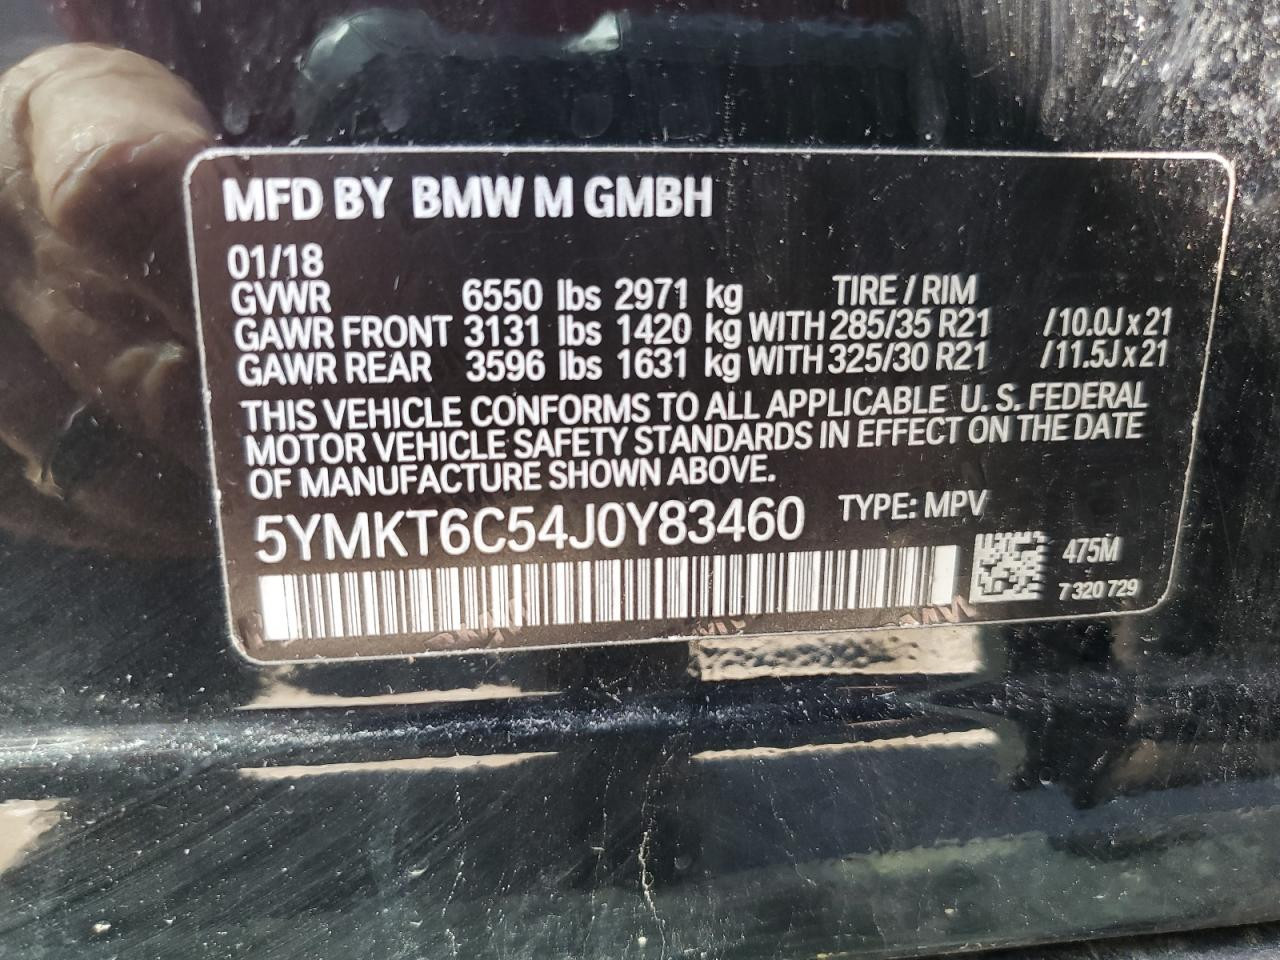 MFD BY BMW M GMBH
01/18
GVWR 6550 lbs 2971 kg TIRE / RIM
GAWR FRONT 3131 lbs 1420 kg WITH 285/35 R21 /10.0J x 21
GAWR REAR 3596 lbs 1631 kg WITH 325/30 R21 /11.5J x 21
THIS VEHICLE CONFORMS TO ALL APPLICABLE U. S. FEDERAL
MOTOR VEHICLE SAFETY STANDARDS IN EFFECT ON THE DATE
OF MANUFACTURE SHOWN ABOVE.
5YMKT6C54J0Y83460 TYPE: MPV
475M
7 320 729